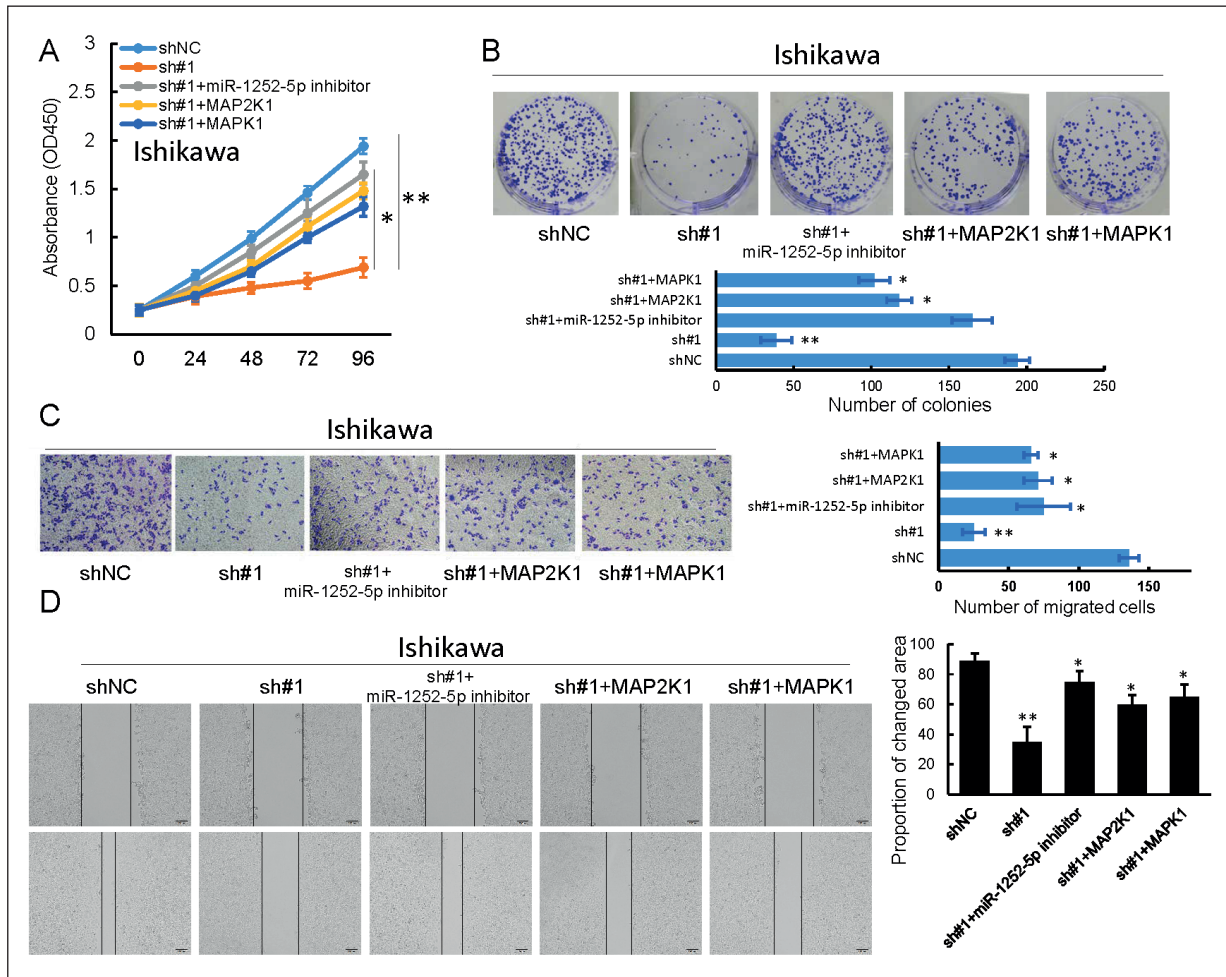 A
3
2.5
2
1.5
1
0.5
0
Absorbance (OD450)
shNC
sh#1
sh#1+miR-1252-5p inhibitor
sh#1+MAP2K1
sh#1+MAPK1
Ishikawa
*
**
0 24 48 72 96
B
Ishikawa
shNC
sh#1
sh#1+
miR-1252-5p inhibitor
sh#1+MAP2K1
sh#1+MAPK1
sh#1+MAPK1 *
sh#1+MAP2K1 *
sh#1+miR-1252-5p inhibitor
sh#1 **
shNC
0 50 100 150 200 250
Number of colonies
C
Ishikawa
shNC
sh#1
sh#1+
miR-1252-5p inhibitor
sh#1+MAP2K1
sh#1+MAPK1
sh#1+MAPK1 *
sh#1+MAP2K1 *
sh#1+miR-1252-5p inhibitor *
sh#1 **
shNC
0 50 100 150
Number of migrated cells
D
Ishikawa
shNC
sh#1
sh#1+
miR-1252-5p inhibitor
sh#1+MAP2K1
sh#1+MAPK1
Proportion of changed area
100
80
60
40
20
0
**
*
*
*
shNC
sh#1
sh#1+miR-1252-5p inhibitor
sh#1+MAP2K1
sh#1+MAPK1